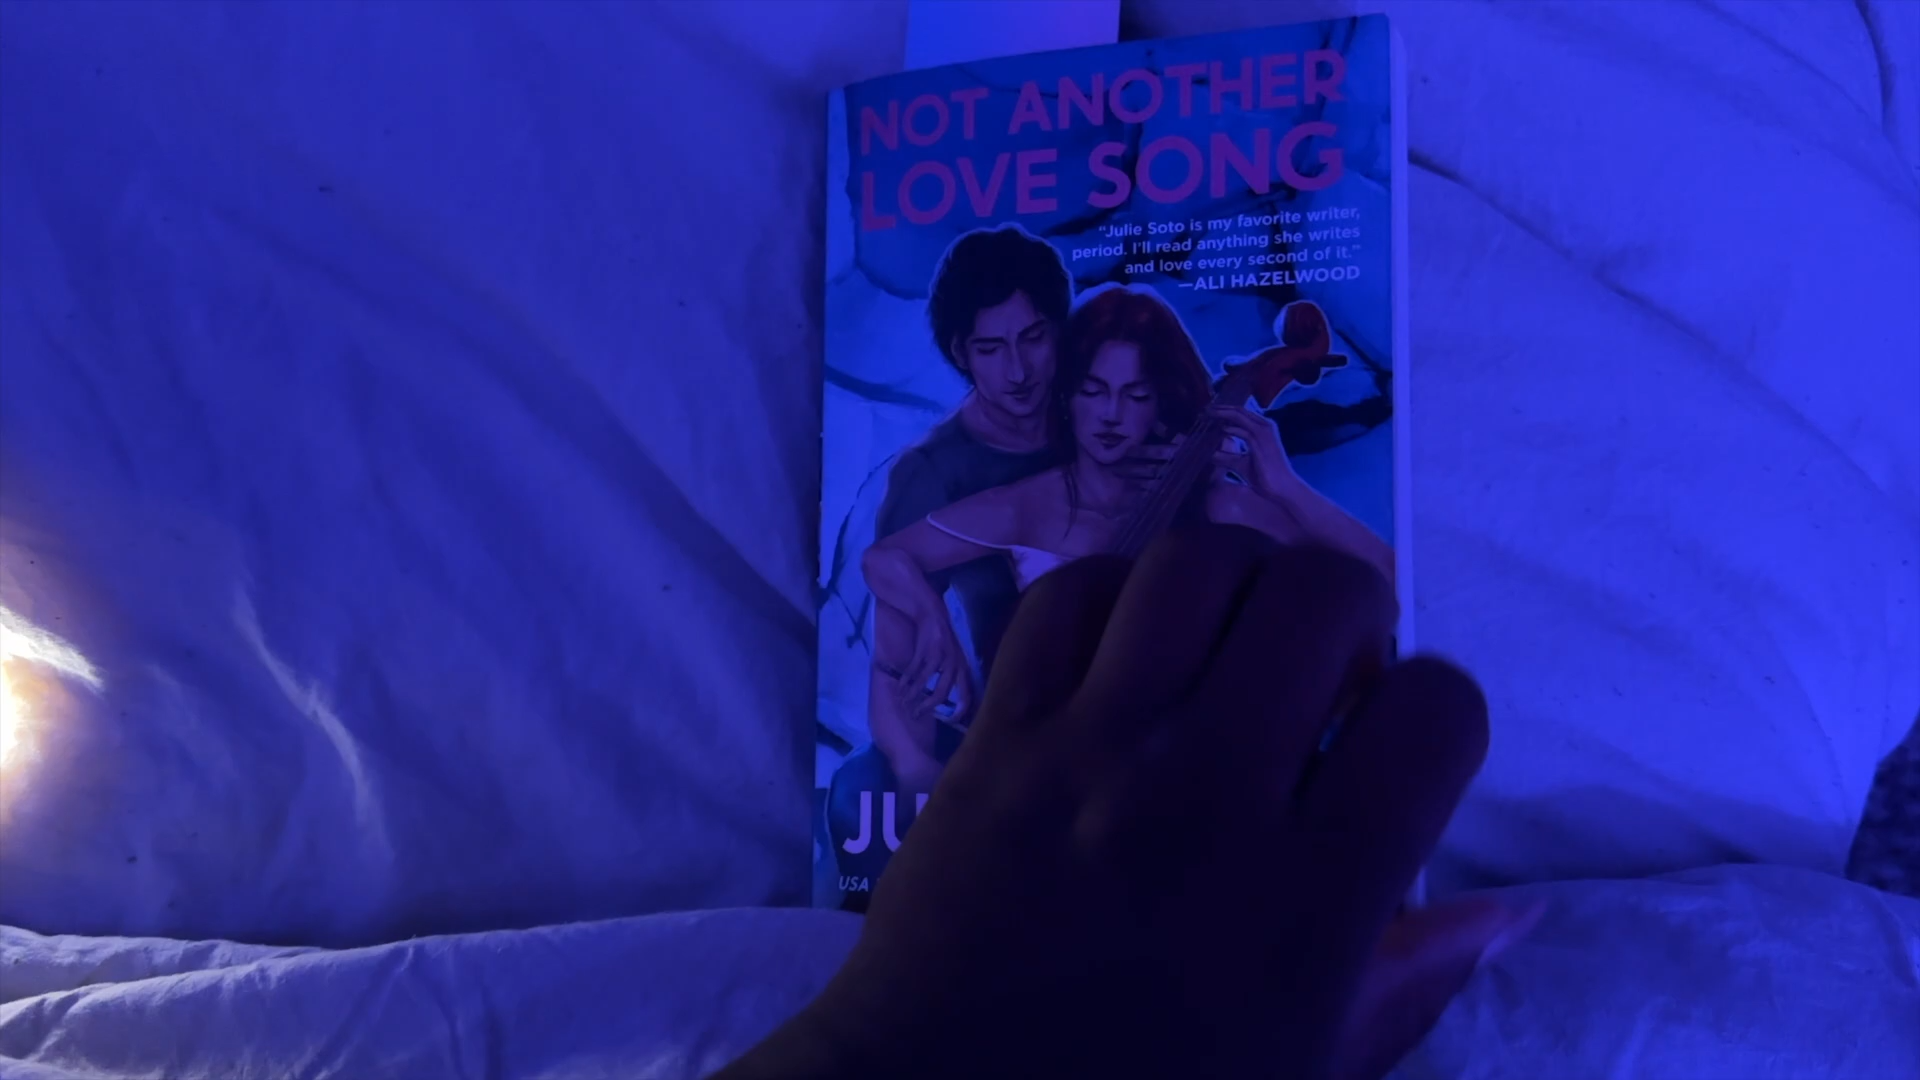 NOT ANOTHER
LOVE SONG
“Julie Soto is my favorite writer,
period. I'll read anything she writes
and love every second of it.”
—ALI HAZELWOOD
JU
USA